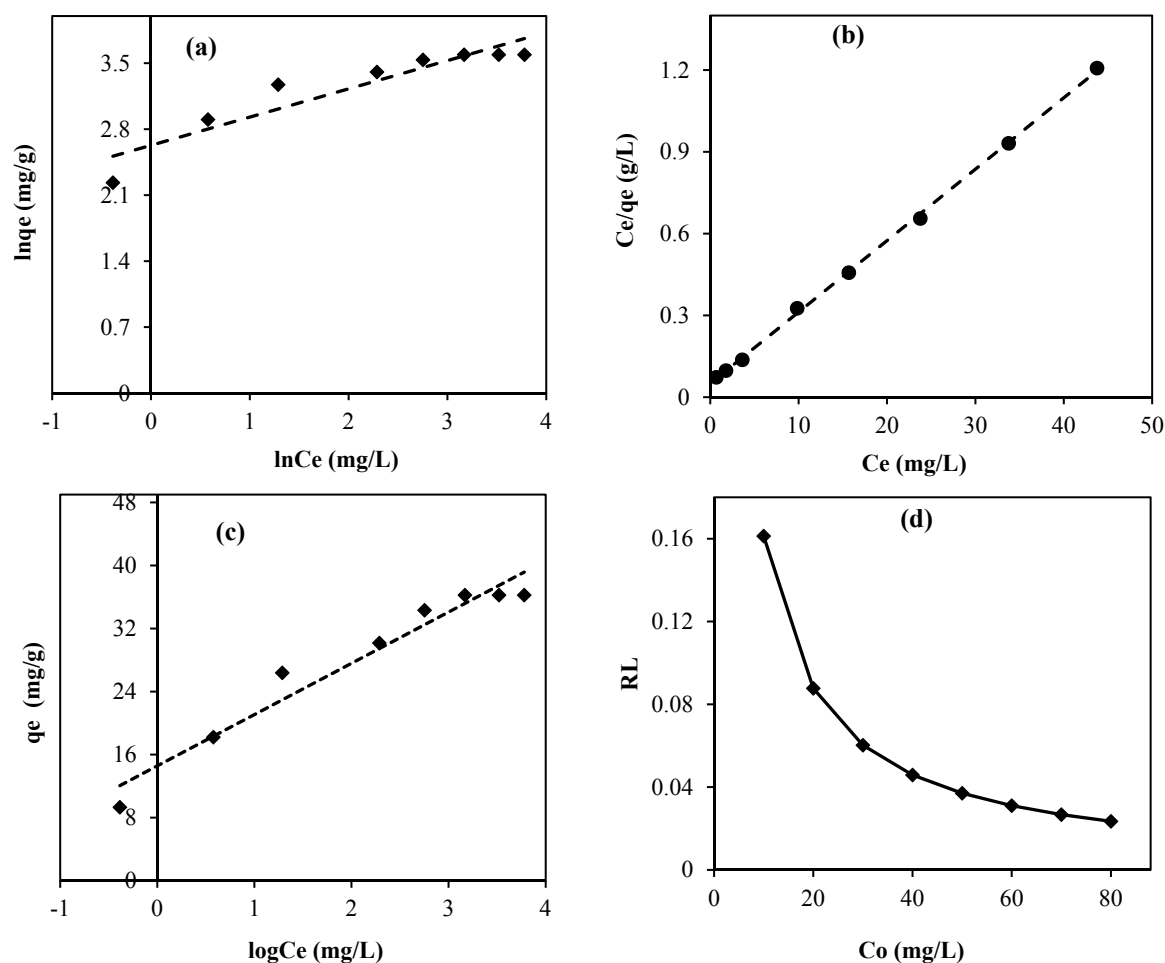 (a)
lnqe (mg/g)
3.5
2.8
2.1
1.4
0.7
0
-1 0 1 2 3 4
lnCe (mg/L)
(b)
Ce/qe (g/L)
1.2
0.9
0.6
0.3
0
0 10 20 30 40 50
Ce (mg/L)
(c)
qe (mg/g)
48
40
32
24
16
8
0
-1 0 1 2 3 4
logCe (mg/L)
(d)
RL
0.16
0.12
0.08
0.04
0
0 20 40 60 80
Co (mg/L)